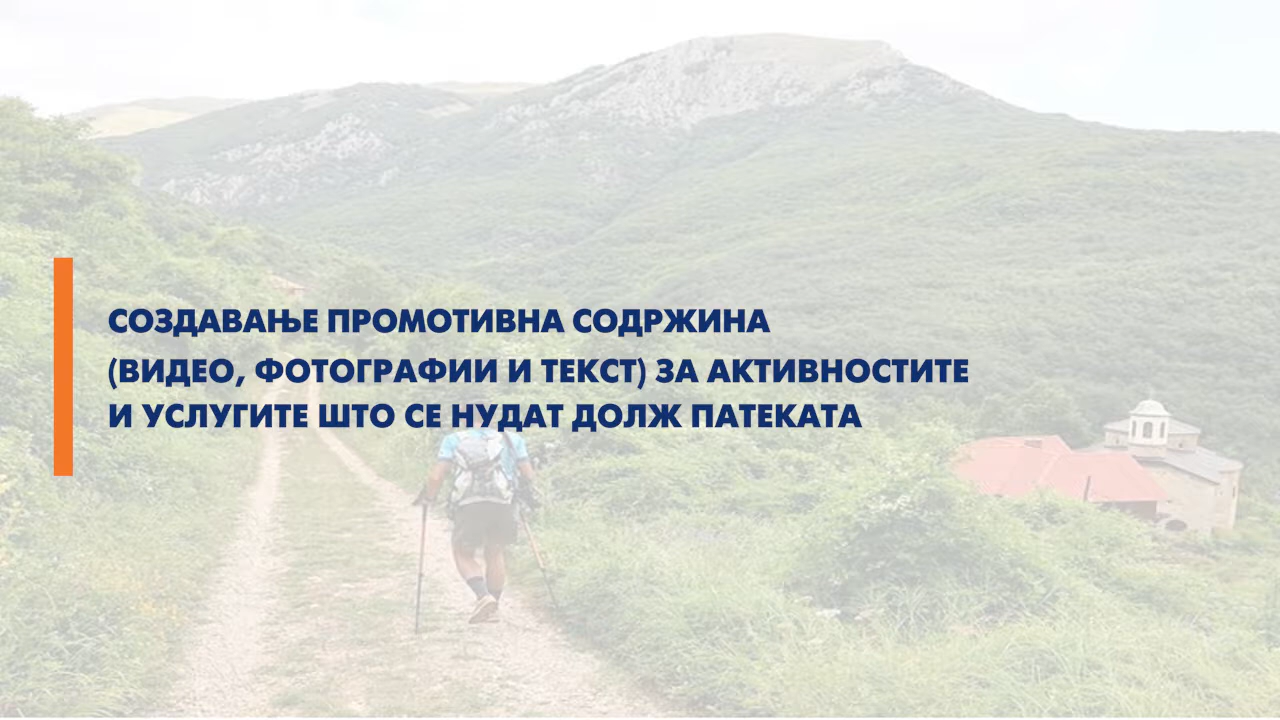 СОЗДАВАЊЕ ПРОМОТИВНА СОДРЖИНА
(ВИДЕО, ФОТОГРАФИИ И ТЕКСТ) ЗА АКТИВНОСТИТЕ
И УСЛУГИТЕ ШТО СЕ НУДАТ ДОЛЖ ПАТЕКАТА